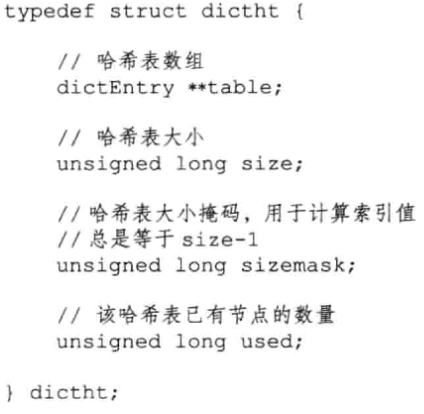 typedef struct dictht {
// 哈希表数组
dictEntry **table;
// 哈希表大小
unsigned long size;
// 哈希表大小掩码，用于计算索引值
// 总是等于 size-1
unsigned long sizemask;
// 该哈希表已有节点的数量
unsigned long used;
} dictht;